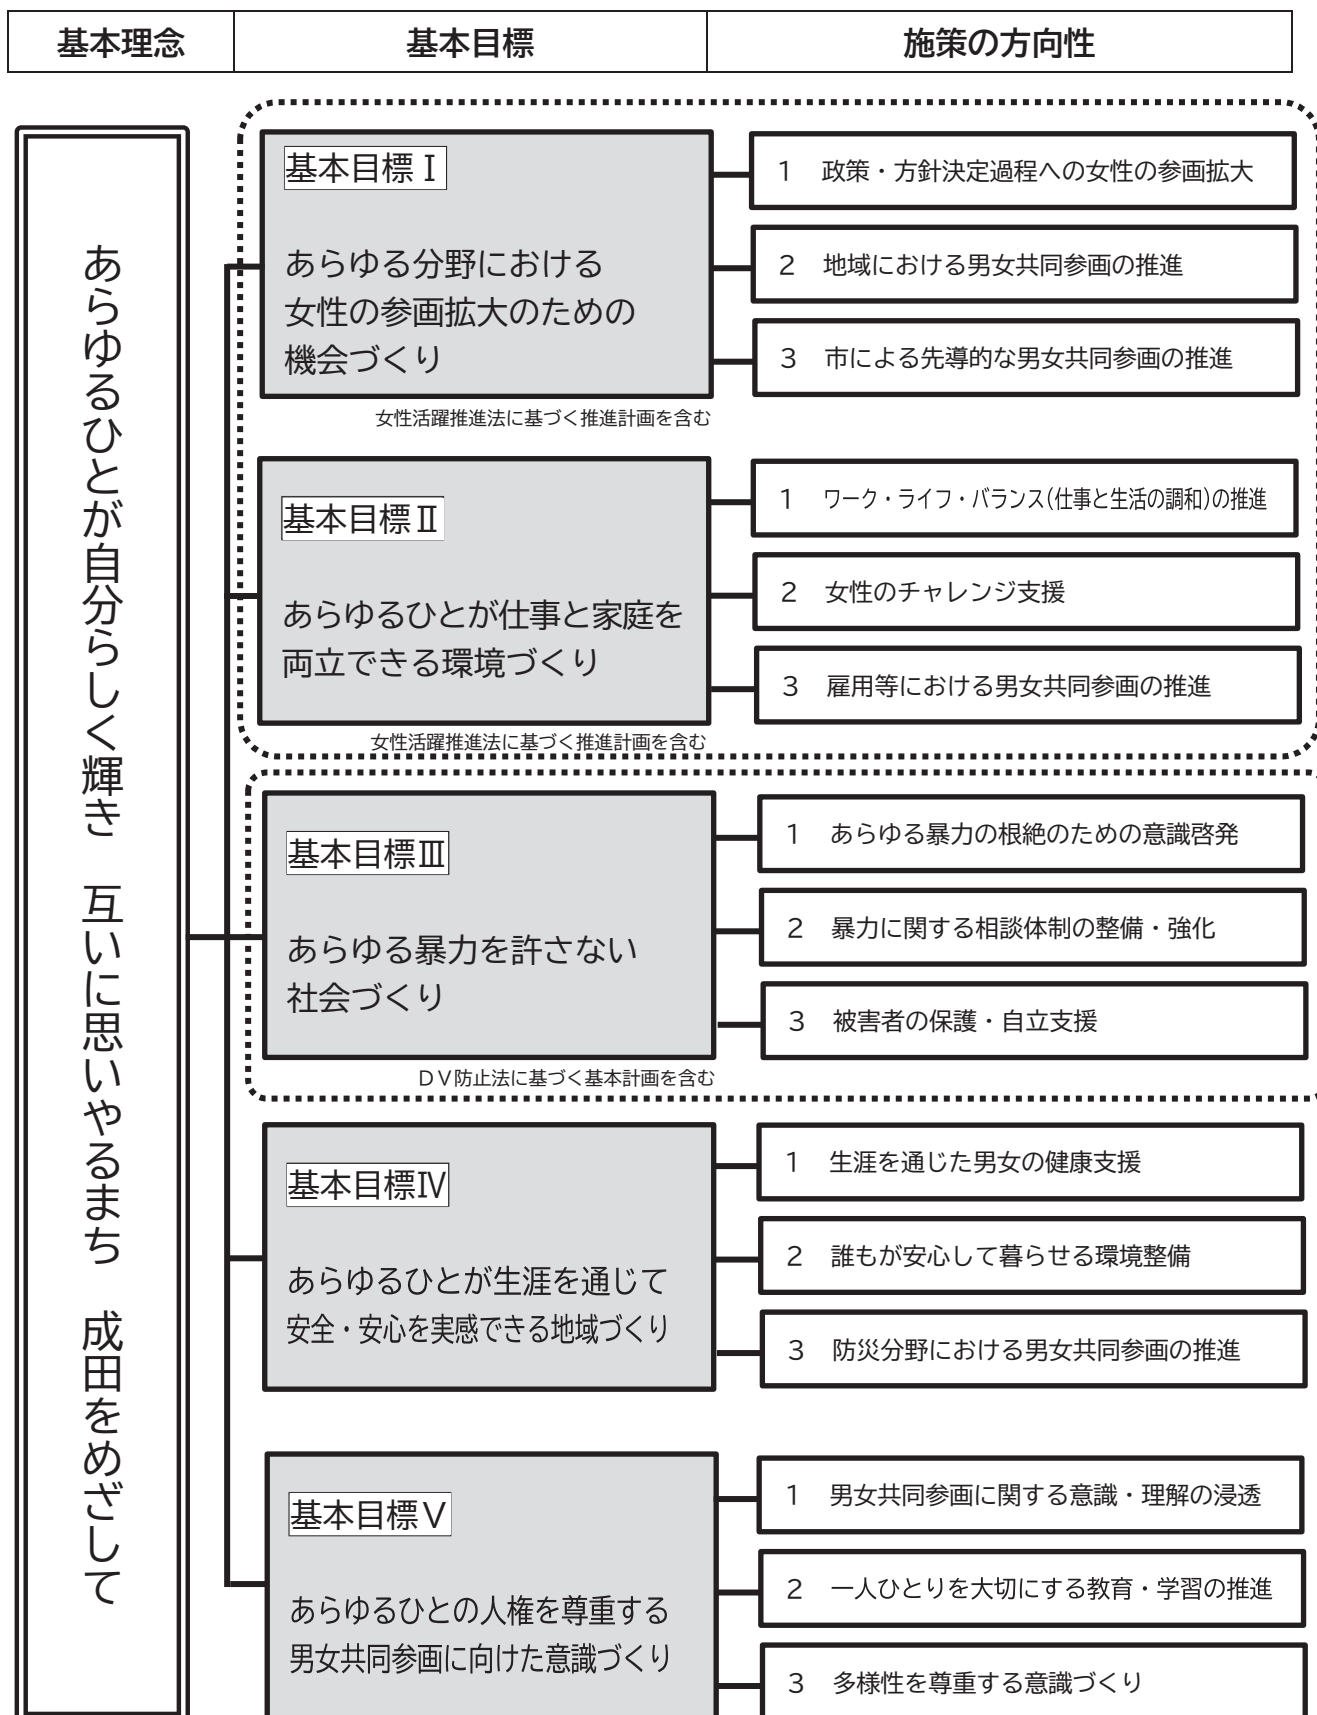 基本理念
基本目標
施策の方向性
あらゆるひとが自分らしく輝き　互いに思いやるまち　成田をめざして
基本目標Ⅰ
あらゆる分野における
女性の参画拡大のための
機会づくり
女性活躍推進法に基づく推進計画を含む
1　政策・方針決定過程への女性の参画拡大
2　地域における男女共同参画の推進
3　市による先導的な男女共同参画の推進
基本目標Ⅱ
あらゆるひとが仕事と家庭を
両立できる環境づくり
女性活躍推進法に基づく推進計画を含む
1　ワーク・ライフ・バランス(仕事と生活の調和)の推進
2　女性のチャレンジ支援
3　雇用等における男女共同参画の推進
基本目標Ⅲ
あらゆる暴力を許さない
社会づくり
ＤＶ防止法に基づく基本計画を含む
1　あらゆる暴力の根絶のための意識啓発
2　暴力に関する相談体制の整備・強化
3　被害者の保護・自立支援
基本目標Ⅳ
あらゆるひとが生涯を通じて
安全・安心を実感できる地域づくり
1　生涯を通じた男女の健康支援
2　誰もが安心して暮らせる環境整備
3　防災分野における男女共同参画の推進
基本目標Ⅴ
あらゆるひとの人権を尊重する
男女共同参画に向けた意識づくり
1　男女共同参画に関する意識・理解の浸透
2　一人ひとりを大切にする教育・学習の推進
3　多様性を尊重する意識づくり